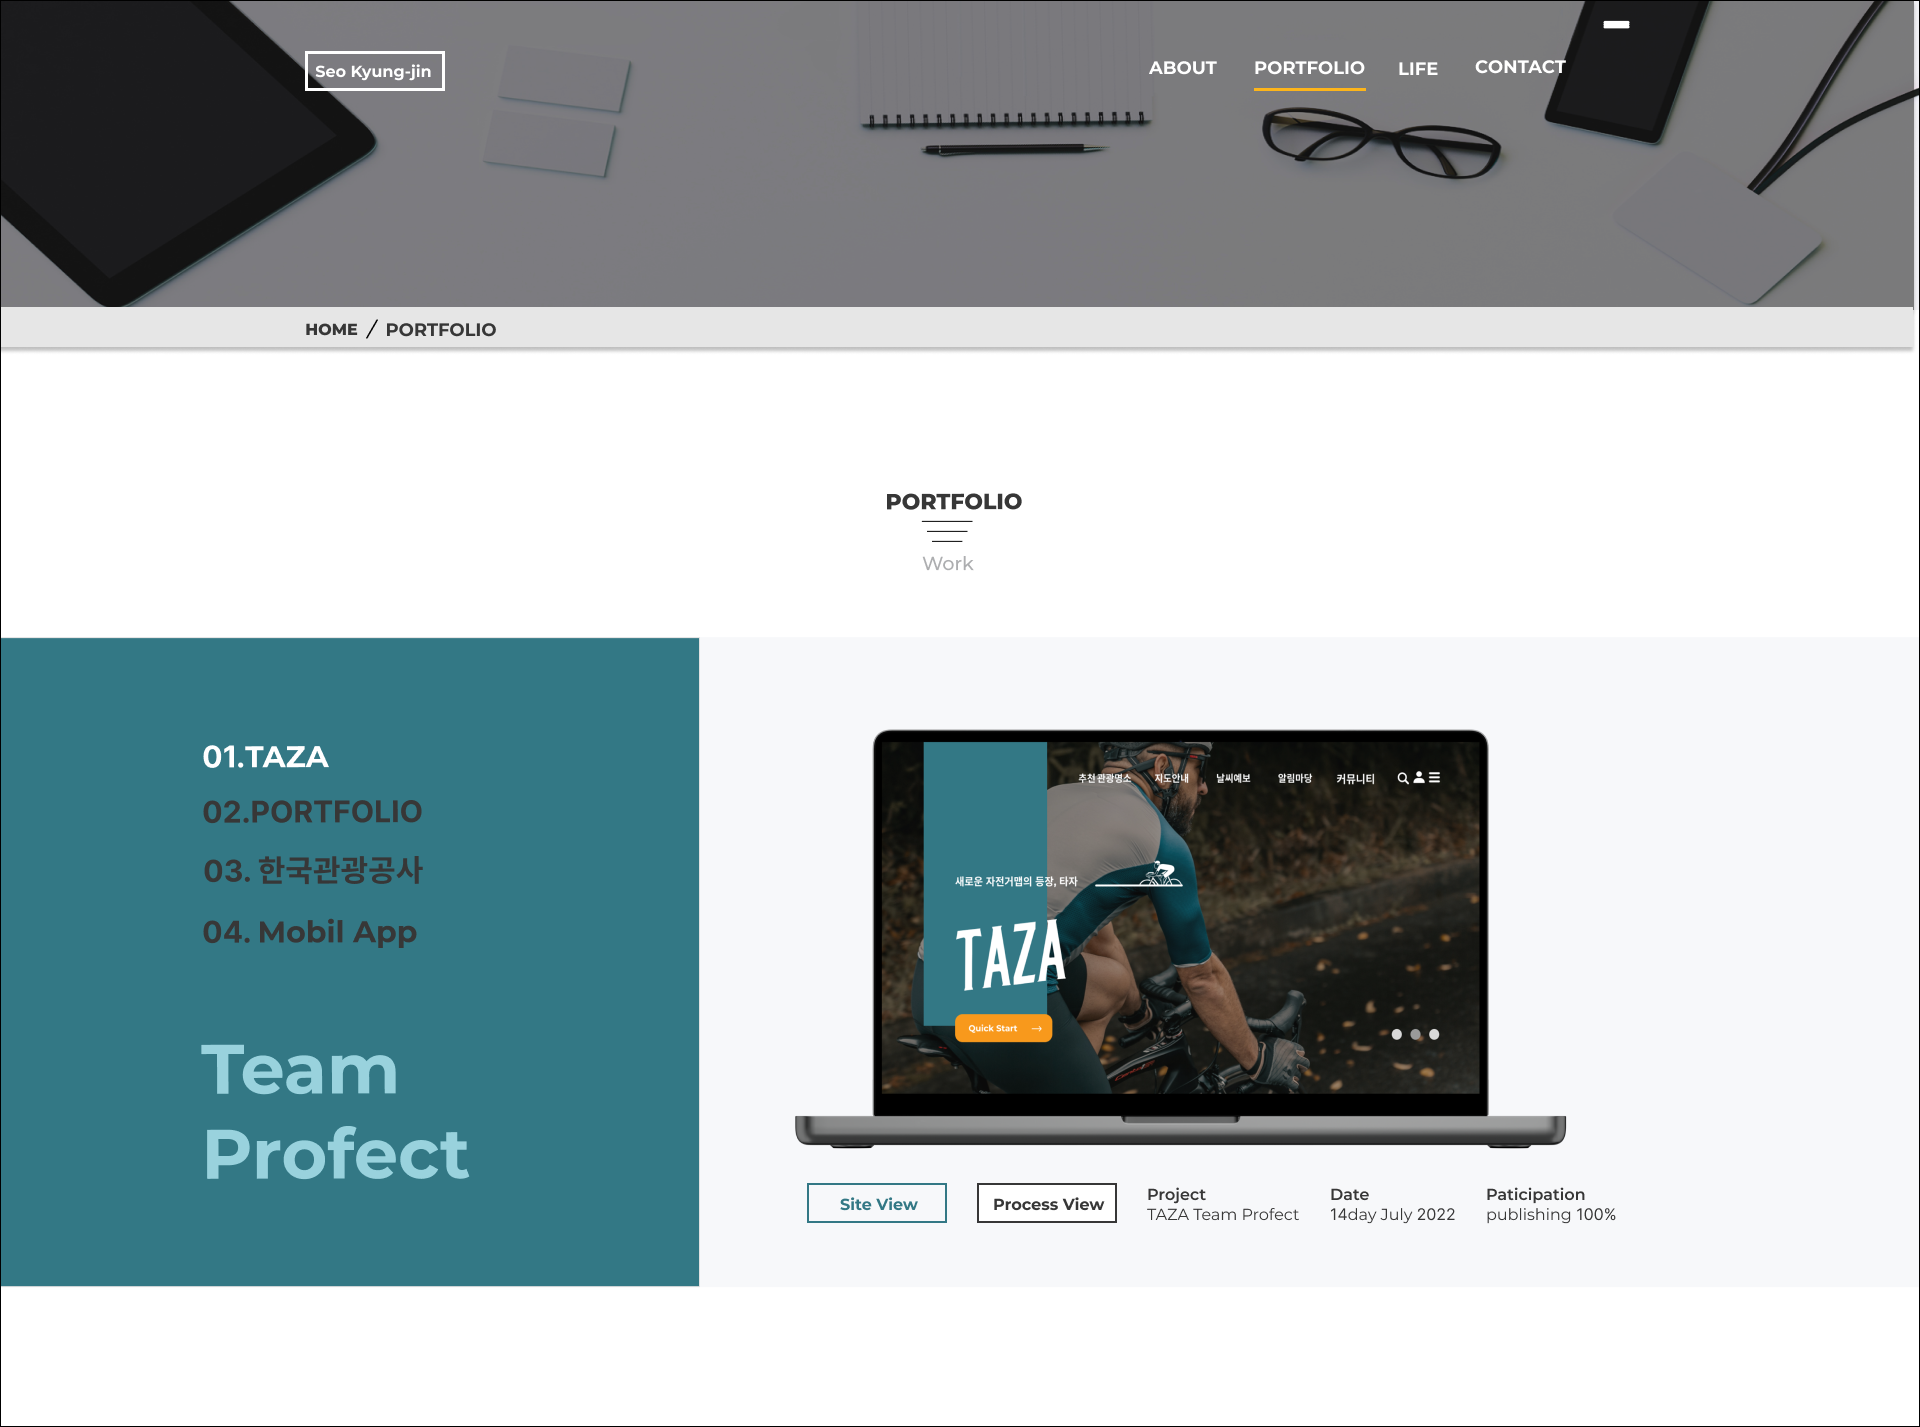 Seo Kyung-jin
ABOUT PORTFOLIO LIFE CONTACT
HOME / PORTFOLIO
PORTFOLIO
Work
01.TAZA
02.PORTFOLIO
03. 한국관광공사
04. Mobil App
Team
Profect
추천 관광명소 지도안내 날씨예보 알림마당 커뮤니티
새로운 자전거맵의 등장, 타자
TAZA
Quick Start →
Site View
Process View
Project
TAZA Team Profect
Date
14day July 2022
Paticipation
publishing 100%